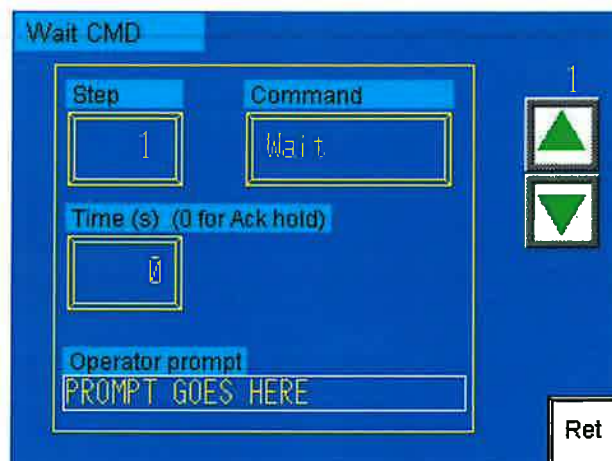 Wait CMD
Step
Command
1
1
Wait
Time (s) (0 for Ack hold)
0
Operator prompt
PROMPT GOES HERE
Ret